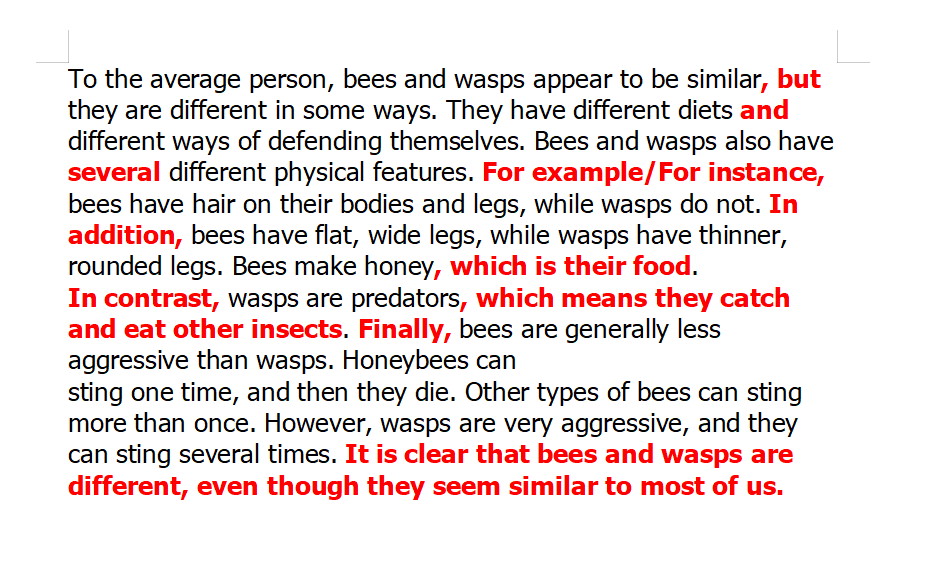 To the average person, bees and wasps appear to be similar, but
they are different in some ways. They have different diets and
different ways of defending themselves. Bees and wasps also have
several different physical features. For example/For instance,
bees have hair on their bodies and legs, while wasps do not. In
addition, bees have flat, wide legs, while wasps have thinner,
rounded legs. Bees make honey, which is their food.
In contrast, wasps are predators, which means they catch
and eat other insects. Finally, bees are generally less
aggressive than wasps. Honeybees can
sting one time, and then they die. Other types of bees can sting
more than once. However, wasps are very aggressive, and they
can sting several times. It is clear that bees and wasps are
different, even though they seem similar to most of us.